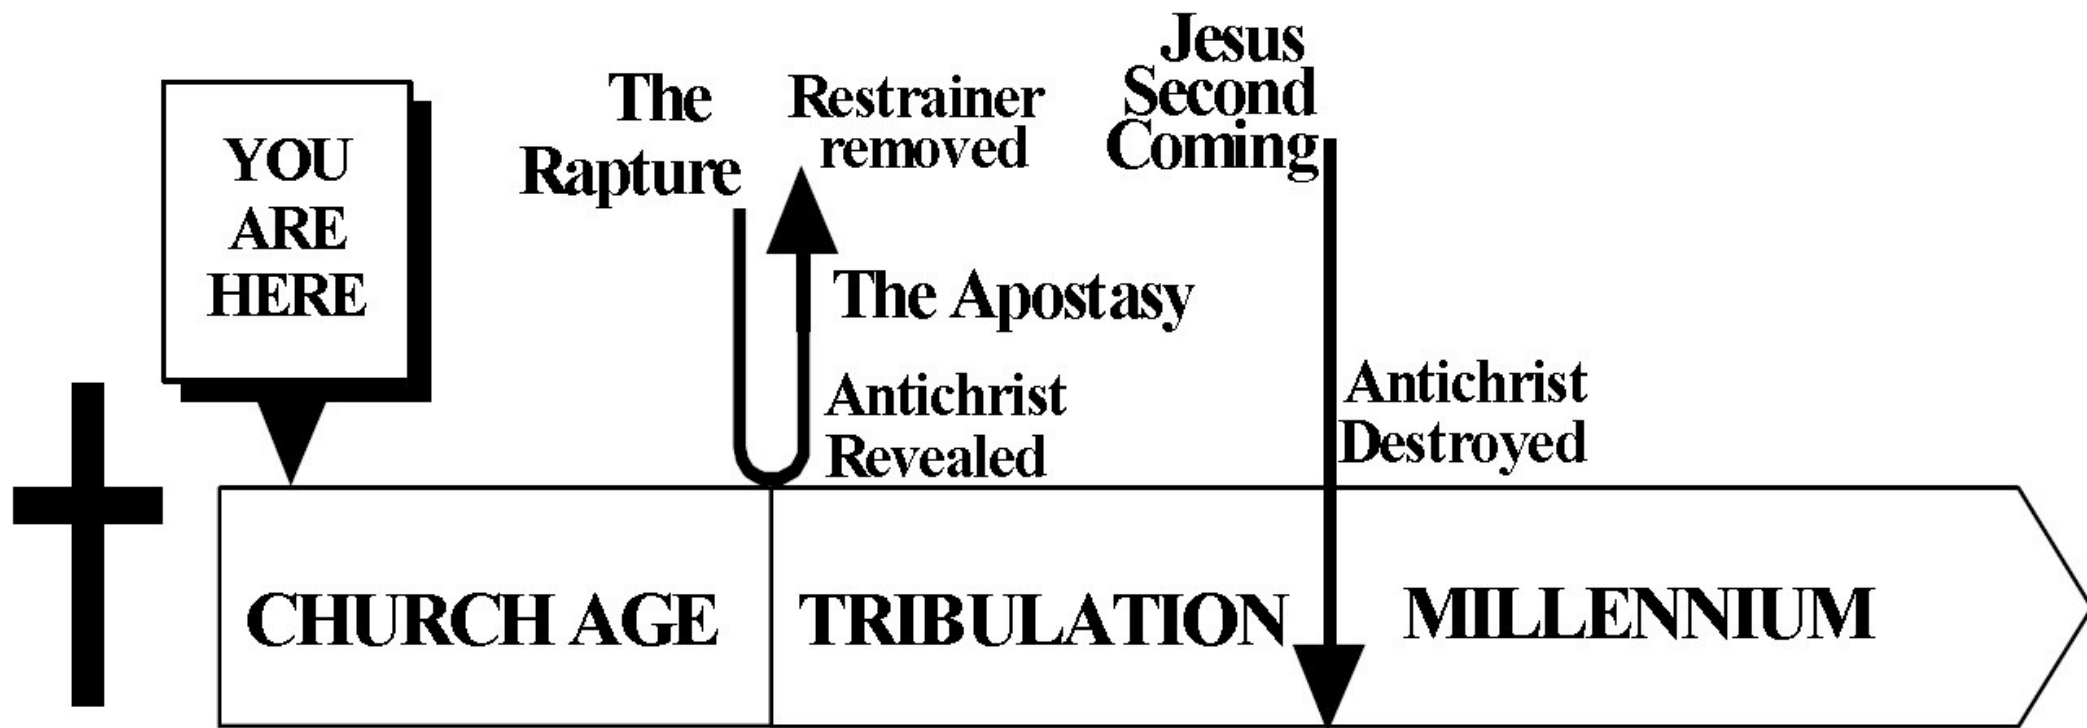 YOU
ARE
HERE
The
Rapture
Restrainer
removed
The Apostasy
Antichrist
Revealed
Jesus
Second
Coming
Antichrist
Destroyed
CHURCH AGE
TRIBULATION
MILLENNIUM